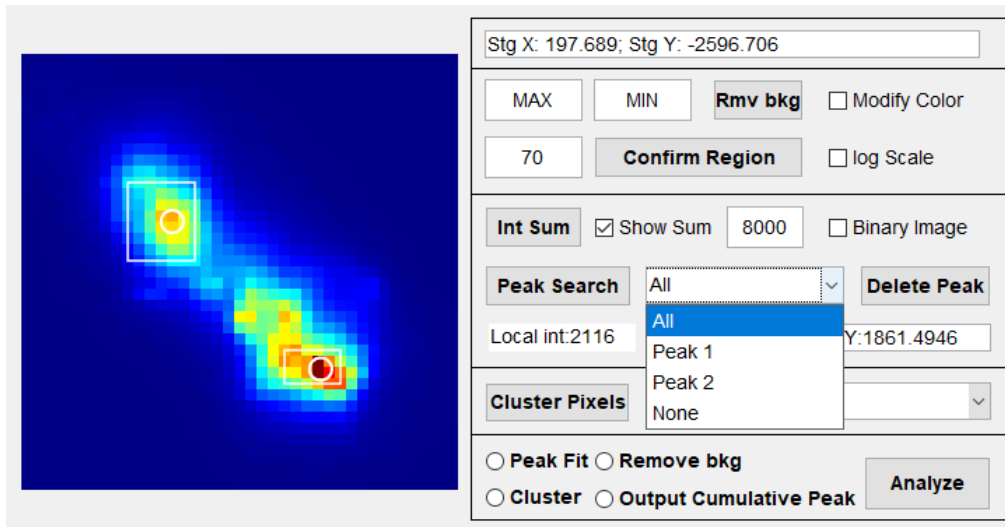 Stg X: 197.689; Stg Y: -2596.706
MAX MIN Rmv bkg Modify Color
70 Confirm Region log Scale
Int Sum Show Sum 8000 Binary Image
Peak Search All Delete Peak
All
Local int:2116 Y:1861.4946
Peak 1
Peak 2
Cluster Pixels
None
Peak Fit Remove bkg
Cluster Output Cumulative Peak Analyze